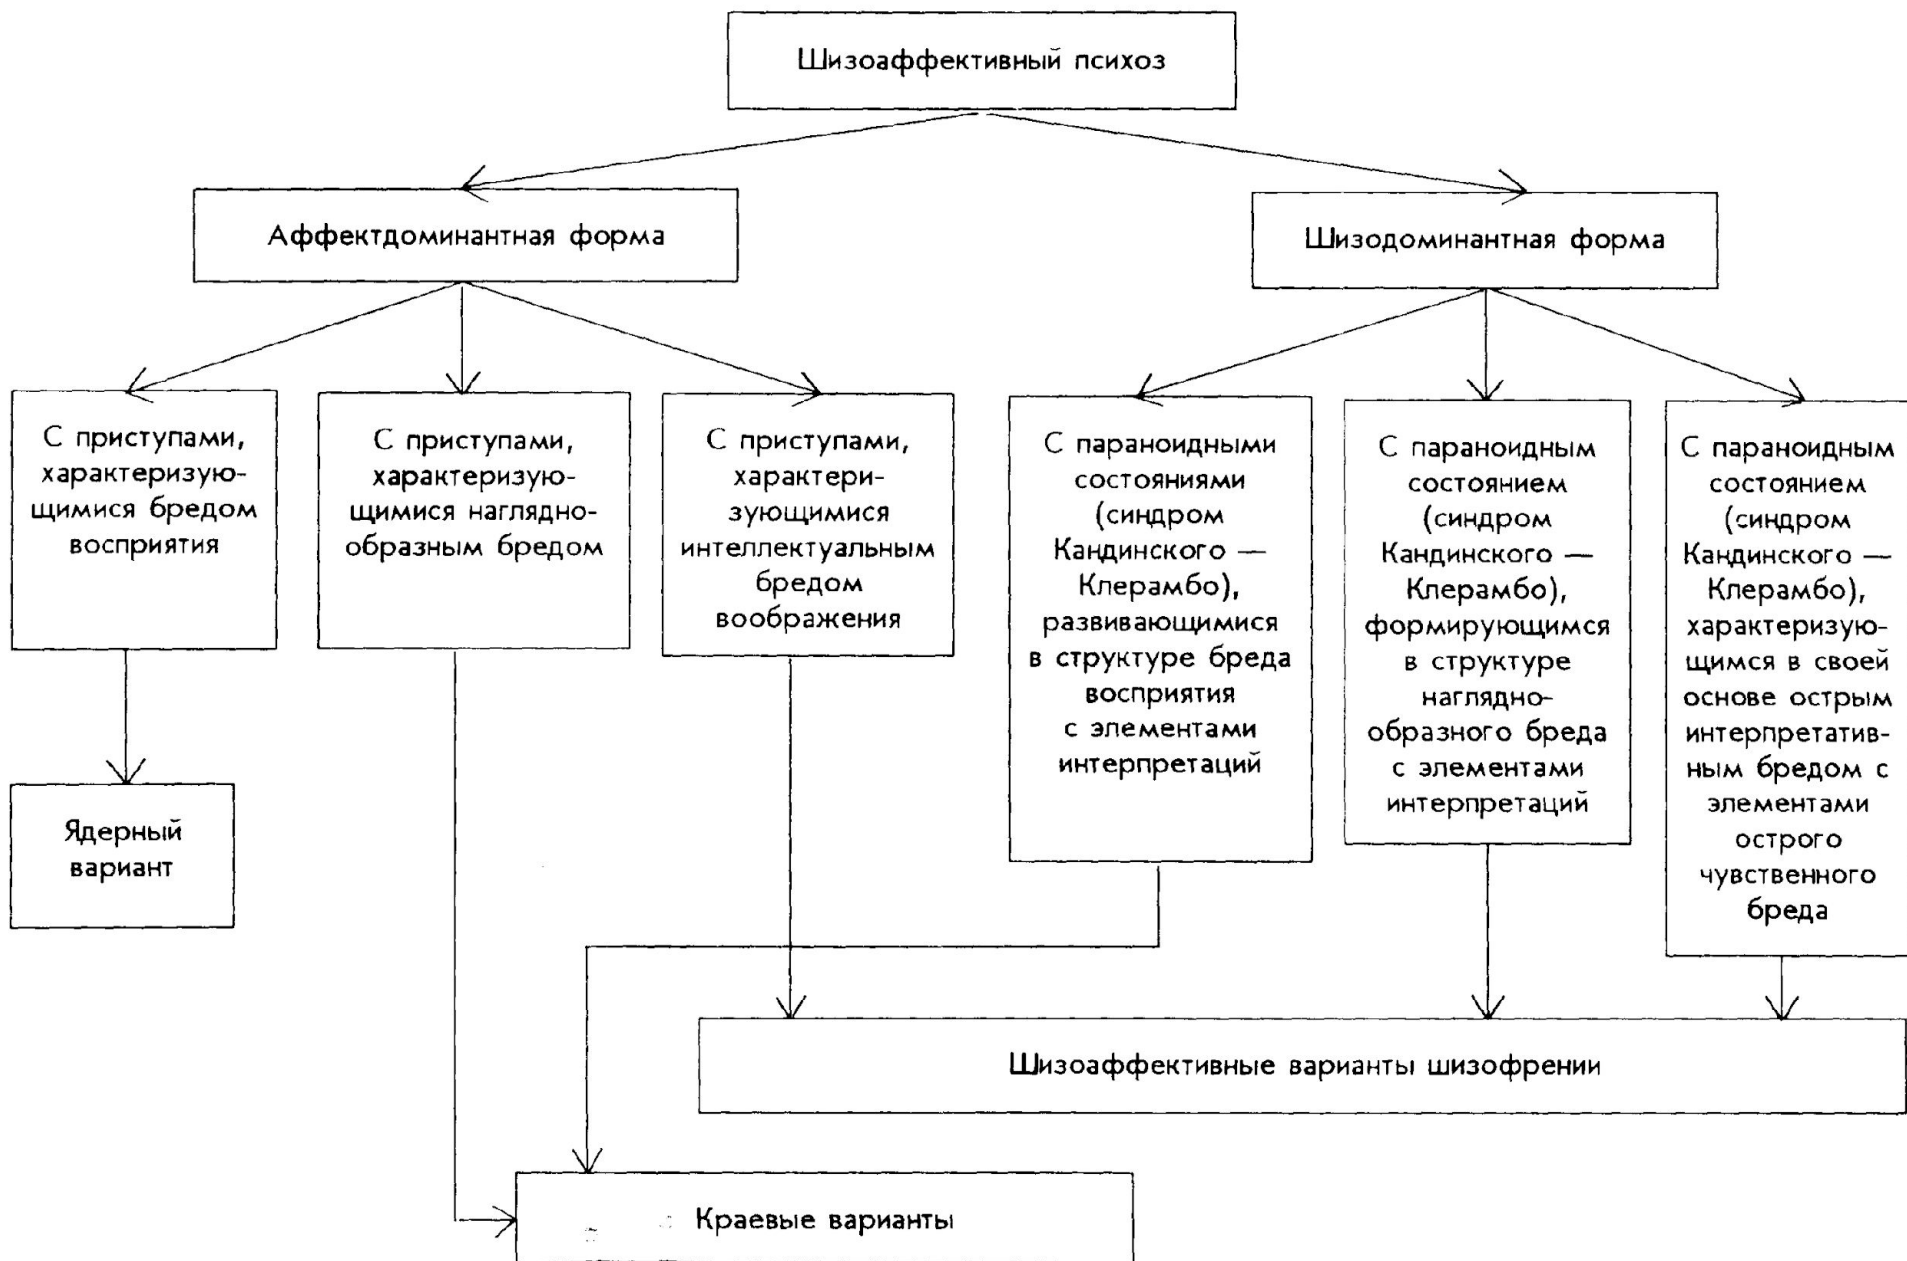 Шизоаффективный психоз
Аффектдоминантная форма
Шизодоминантная форма
С приступами,
характеризую-
щимися бредом
восприятия
С приступами,
характеризую-
щимися наглядно-
образным бредом
С приступами,
характери-
зующимися
интеллектуальным
бредом
воображения
С параноидными
состояниями
(синдром
Кандинского —
Клерамбо),
развивающимися
в структуре бреда
восприятия
с элементами
интерпретаций
С параноидным
состоянием
(синдром
Кандинского —
Клерамбо),
формирующимся
в структуре
наглядно-
образного бреда
с элементами
интерпретаций
С параноидным
состоянием
(синдром
Кандинского —
Клерамбо),
характеризую-
щимся в своей
основе острым
интерпретатив-
ным бредом с
элементами
острого
чувственного
бреда
Ядерный
вариант
Шизоаффективные варианты шизофрении
Краевые варианты